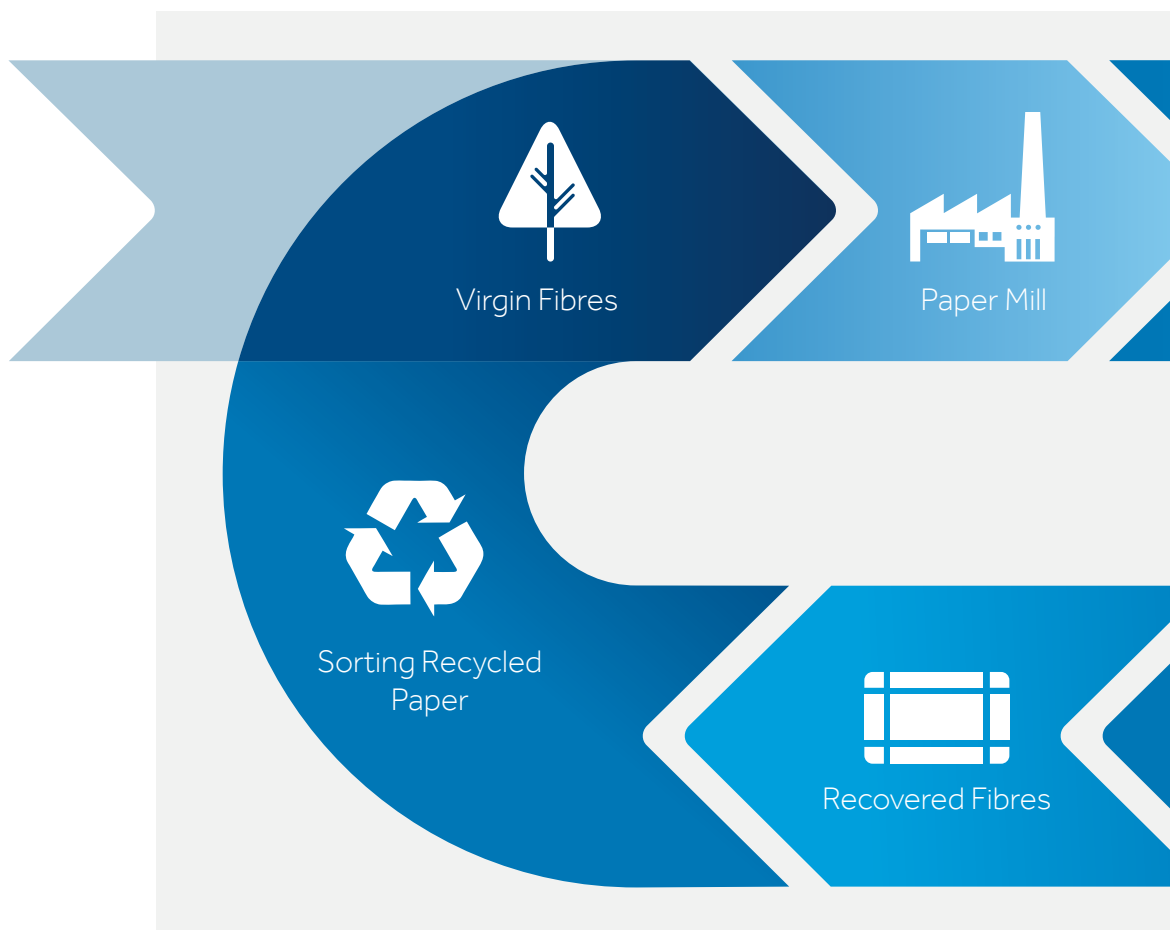 Virgin Fibres
Paper Mill
Sorting Recycled
Paper
Recovered Fibres